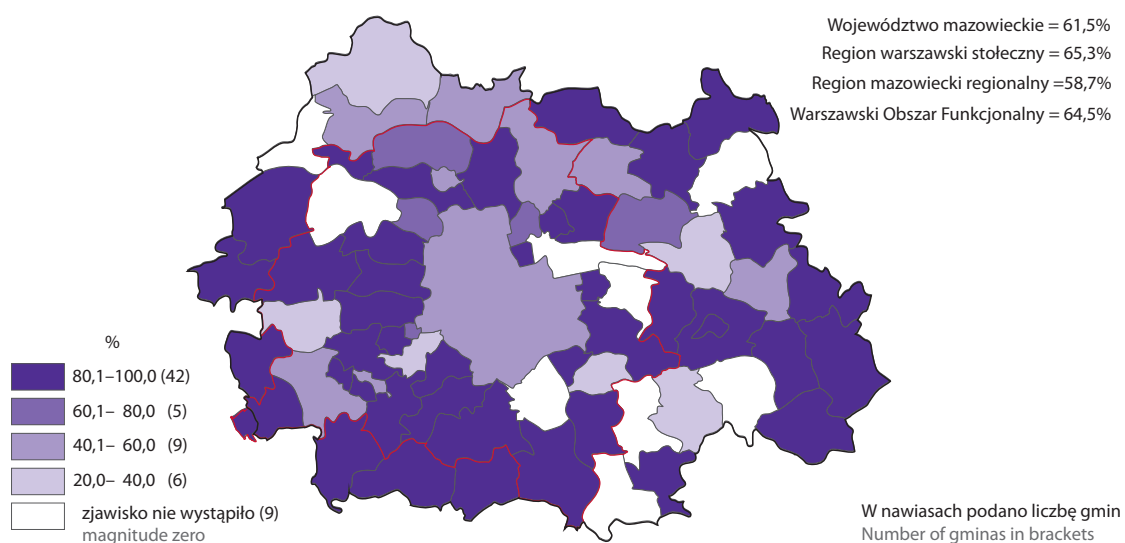 Województwo mazowieckie = 61,5%
Region warszawski stołeczny = 65,3%
Region mazowiecki regionalny =58,7%
Warszawski Obszar Funkcjonalny = 64,5%
%
80,1–100,0 (42)
60,1– 80,0 (5)
40,1– 60,0 (9)
20,0– 40,0 (6)
zjawisko nie wystąpiło (9)
magnitude zero
W nawiasach podano liczbę gmin
Number of gminas in brackets